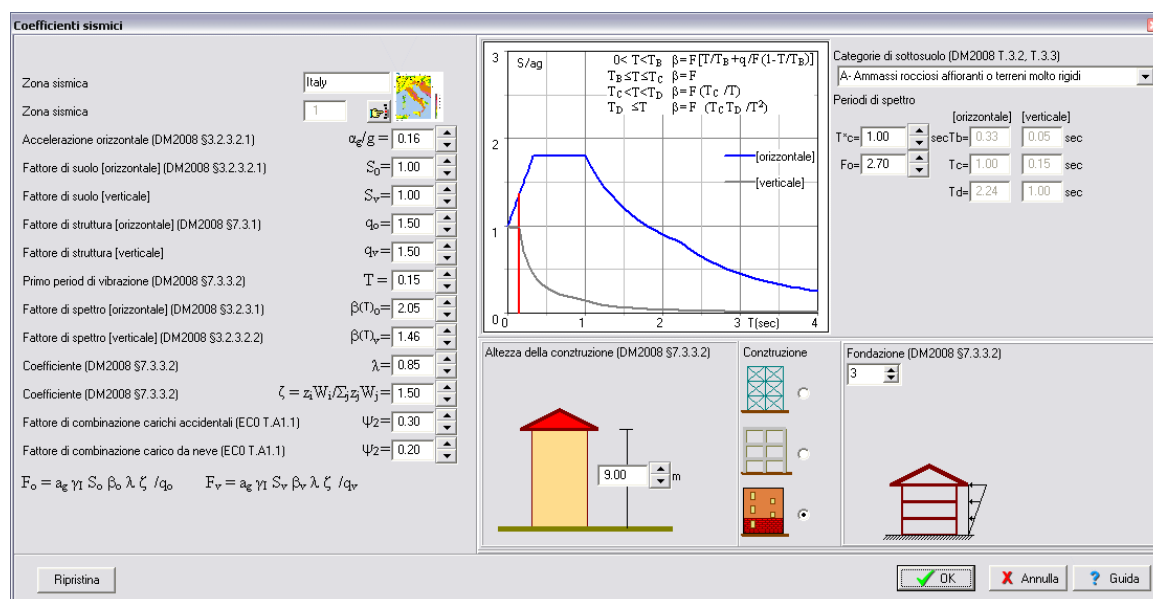 Coefficienti sismici
Zona sismica Italy
Zona sismica 1
Accelerazione orizzontale (DM2008 §3.2.3.2.1) αg/g = 0.16
Fattore di suolo [orizzontale] (DM2008 §3.2.3.2.1) So= 1.00
Fattore di suolo [verticale] Sv= 1.00
Fattore di struttura [orizzontale] (DM2008 §7.3.1) qo= 1.50
Fattore di struttura [verticale] qv= 1.50
Primo period di vibrazione (DM2008 §7.3.3.2) T = 0.15
Fattore di spettro [orizzontale] (DM2008 §3.2.3.1) β(T)o= 2.05
Fattore di spettro [verticale] (DM2008 §3.2.3.2.2) β(T)v= 1.46
Coefficiente (DM2008 §7.3.3.2) λ= 0.85
Coefficiente (DM2008 §7.3.3.2) ζ = ziWi/ΣjzjWj= 1.50
Fattore di combinazione carichi accidentali (EC0 T.A1.1) Ψ2= 0.30
Fattore di combinazione carico da neve (EC0 T.A1.1) Ψ2= 0.20
Fo = ag γI So βo λ ζ /qo Fv = ag γI Sv βv λ ζ /qv
Ripristina
3 S/ag 0< T<TB β=F[T/TB+q/F(1-T/TB)]
TB≤T≤TC β=F
TC<T<TD β=F (TC /T)
TD ≤T β=F (TCTD /T²)
2
[orizzontale]
[verticale]
1
0 0 1 2 3 T(sec) 4
Categorie di sottosuolo (DM2008 T.3.2, T.3.3)
A- Ammassi rocciosi affioranti o terreni molto rigidi
Periodi di spettro
[orizzontale] [verticale]
T*c= 1.00 secTb= 0.33 0.05 sec
Fo= 2.70 Tc= 1.00 0.15 sec
Td= 2.24 1.00 sec
Altezza della conztruzione (DM2008 §7.3.3.2)
9.00 m
Conztruzione
Fondazione (DM2008 §7.3.3.2)
3
OK
X Annulla
? Guida